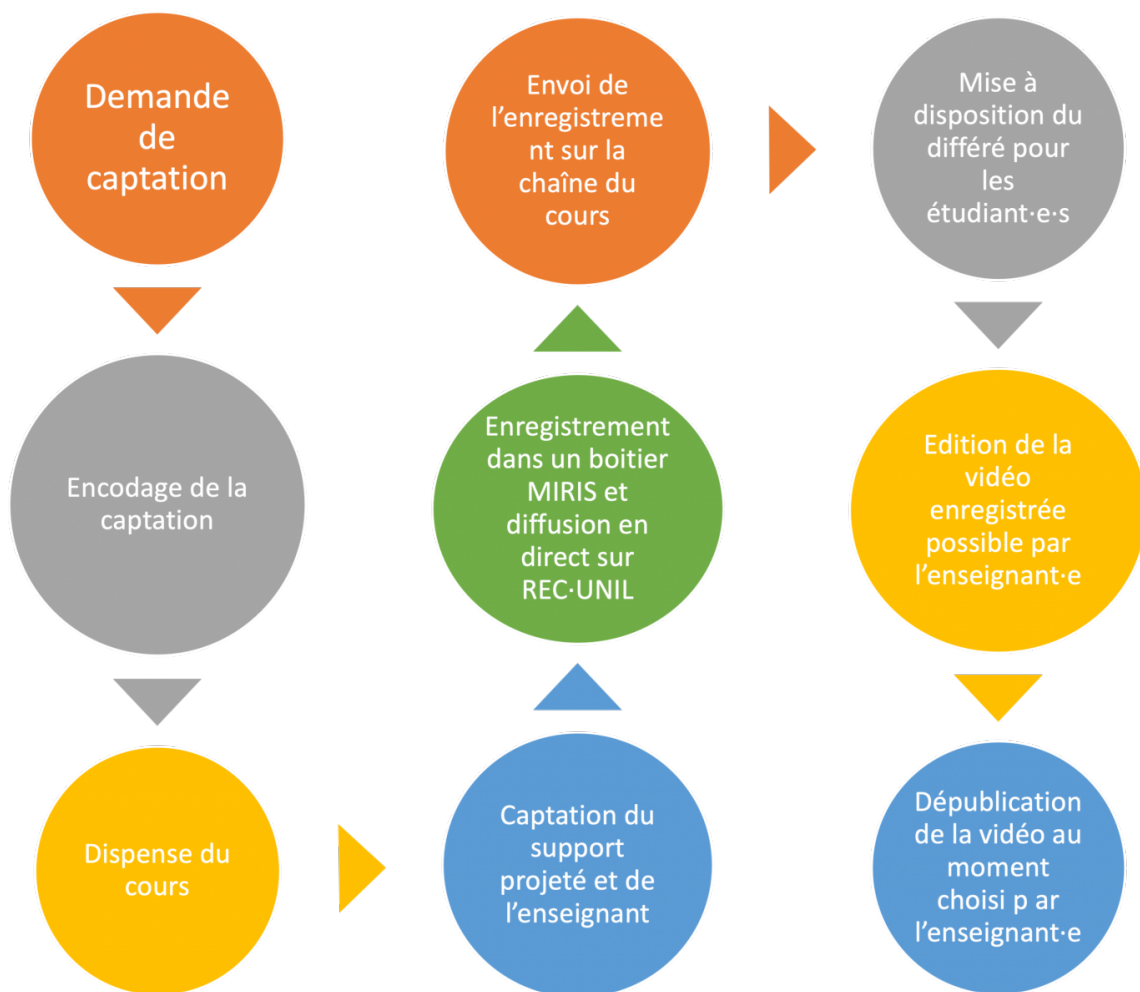 Demande
de
captation
Encodage de la
captation
Dispense du
cours
Captation du
support
projeté et de
l’enseignant
Enregistrement
dans un boitier
MIRIS et
diffusion en
direct sur
REC·UNIL
Envoi de
l’enregistreme
nt sur la
chaîne du
cours
Mise à
disposition du
différé pour
les
étudiant·e·s
Edition de la
vidéo
enregistrée
possible par
l’enseignant·e
Dépublication
de la vidéo au
moment
choisi p ar
l’enseignant·e